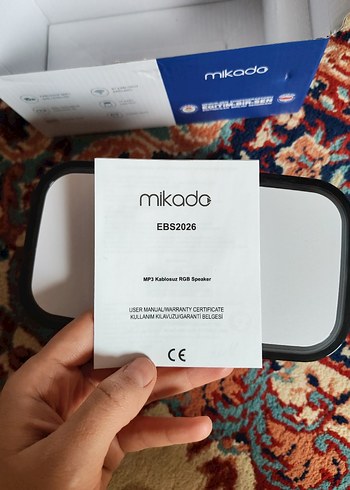 mikado
mikado
EBS2026
MP3 Kablosuz RGB Speaker
USER MANUAL/WARRANTY CERTIFICATE
KULLANIM KILAVUZU/GARANTİ BELGESİ
CE